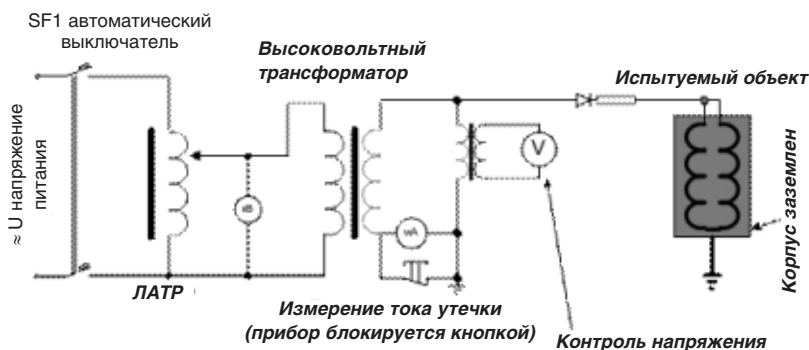 SF1 автоматический
выключатель
Высоковольтный
трансформатор
Испытуемый объект
≈ U напряжение
питания
V
ЛАТР
Измерение тока утечки
(прибор блокируется кнопкой)
Контроль напряжения
Корпус заземлен